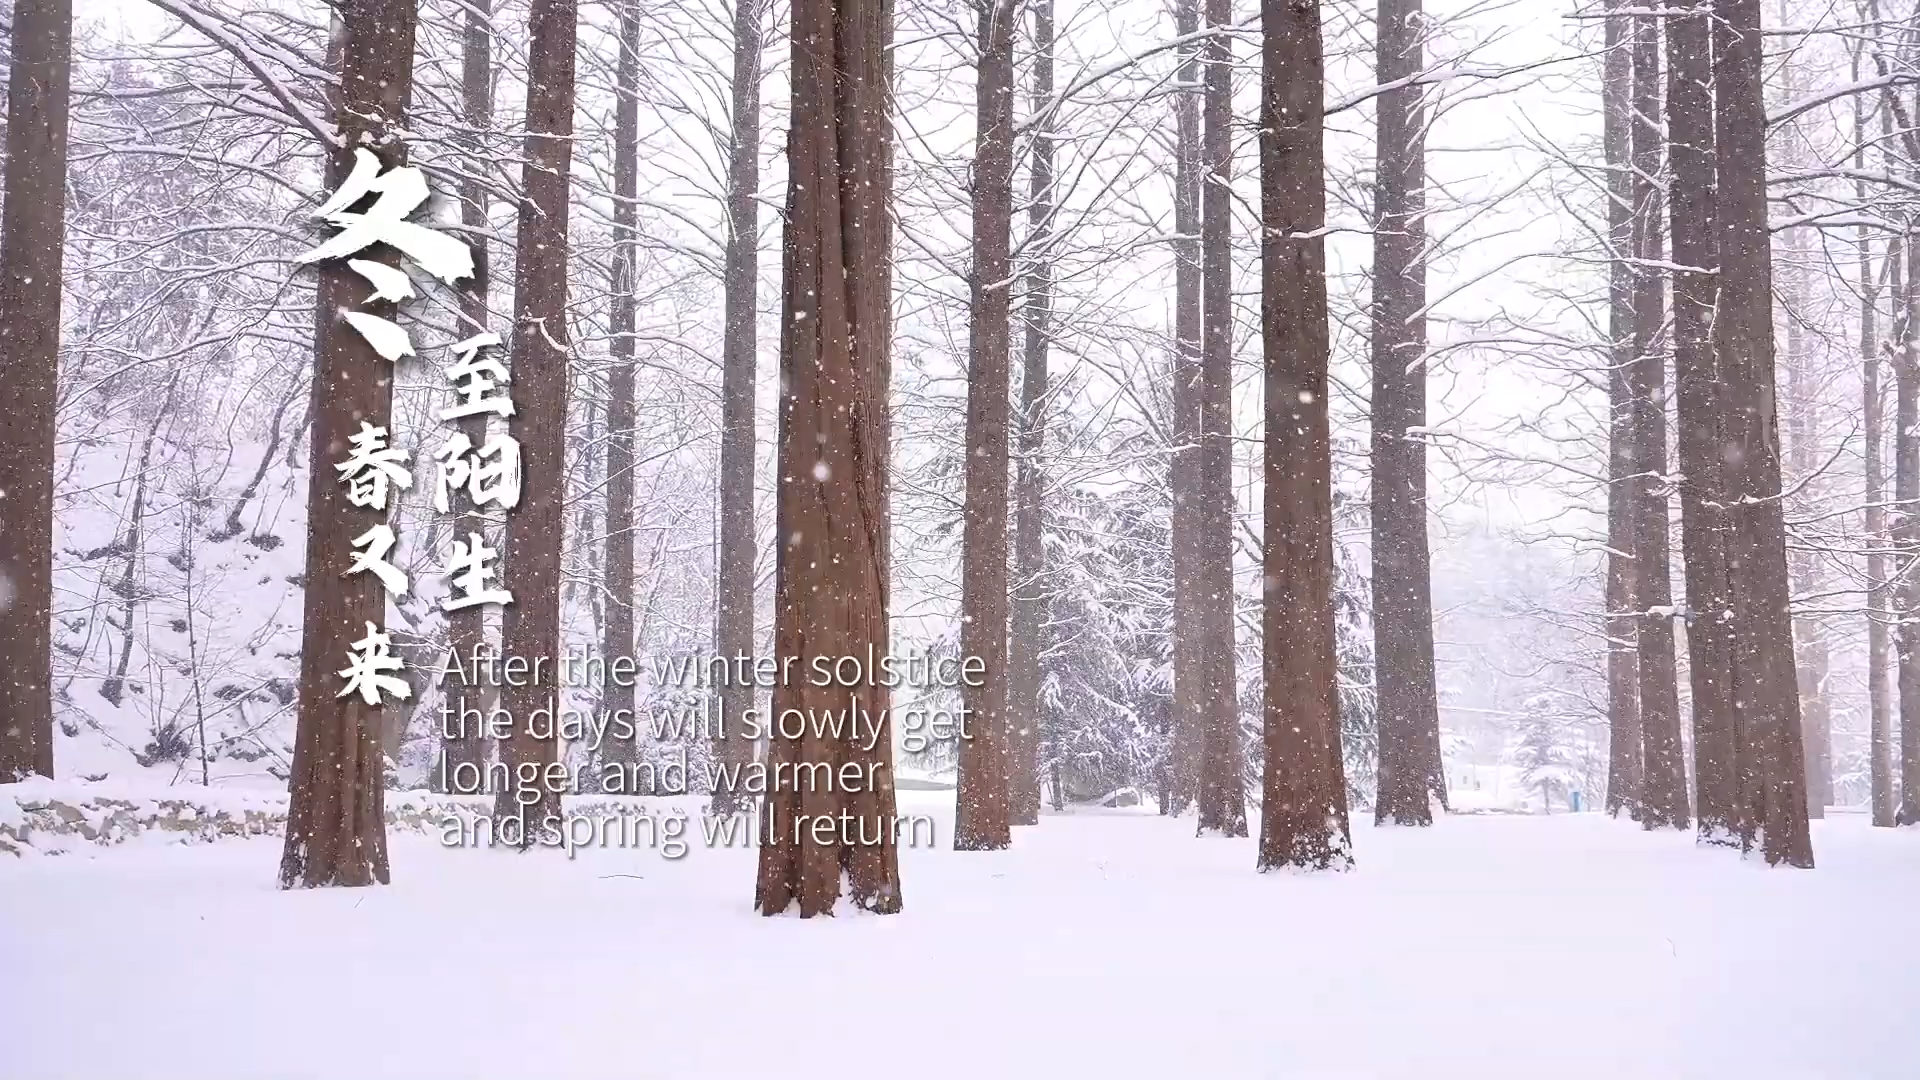 冬至阳生
春又来
After the winter solstice
the days will slowly get
longer and warmer
and spring will return